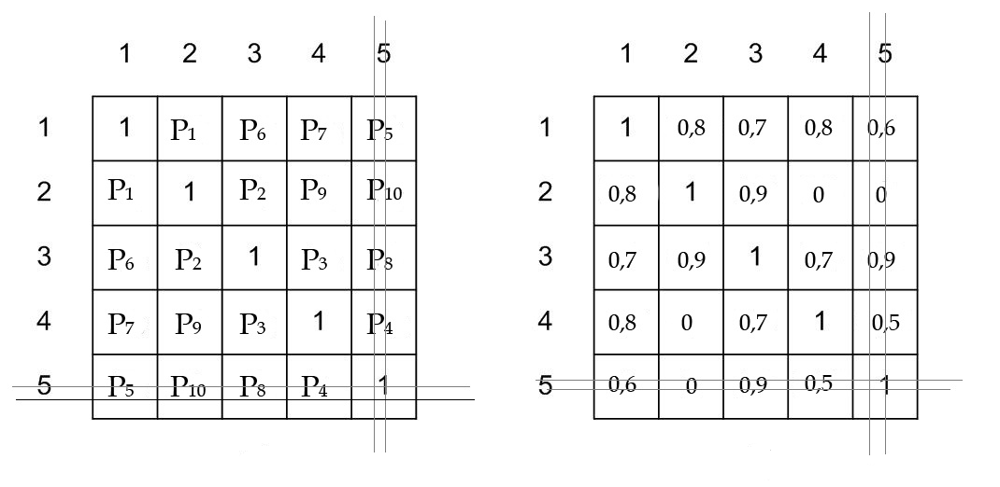 1 2 3 4 5
1 1 P1 P6 P7 P5
2 P1 1 P2 P9 P10
3 P6 P2 1 P3 P8
4 P7 P9 P3 1 P4
5 P5 P10 P8 P4 1
1 2 3 4 5
1 1 0,8 0,7 0,8 0,6
2 0,8 1 0,9 0 0
3 0,7 0,9 1 0,7 0,9
4 0,8 0 0,7 1 0,5
5 0,6 0 0,9 0,5 1